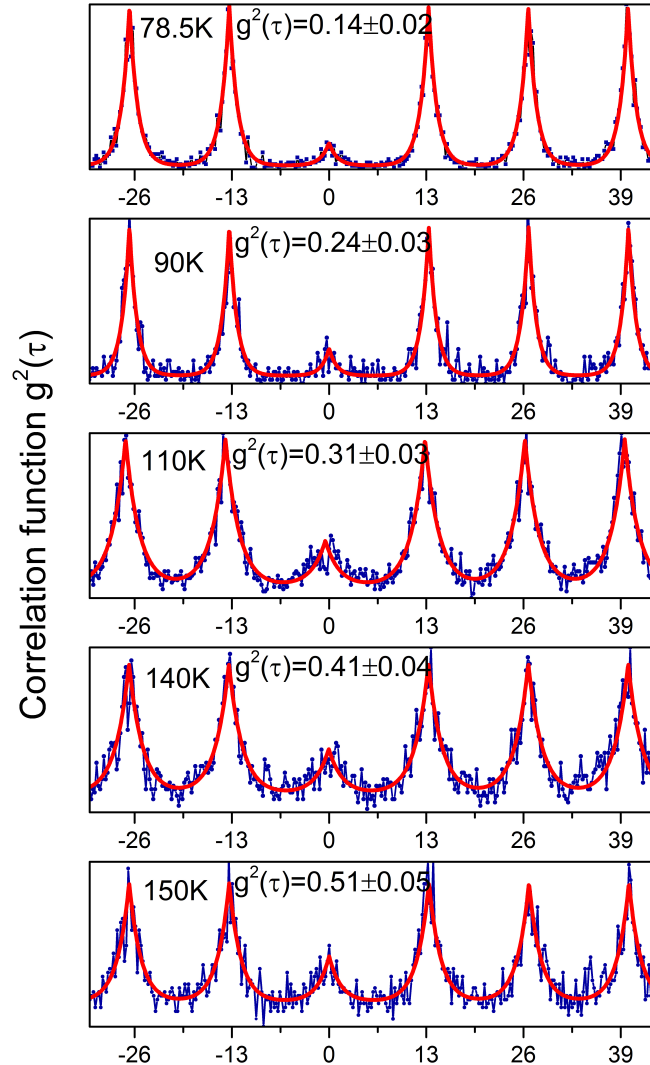 Correlation function g²(τ)
78.5K g²(τ)=0.14±0.02
-26 -13 0 13 26 39
90K g²(τ)=0.24±0.03
-26 -13 0 13 26 39
110K g²(τ)=0.31±0.03
-26 -13 0 13 26 39
140K g²(τ)=0.41±0.04
-26 -13 0 13 26 39
150K g²(τ)=0.51±0.05
-26 -13 0 13 26 39